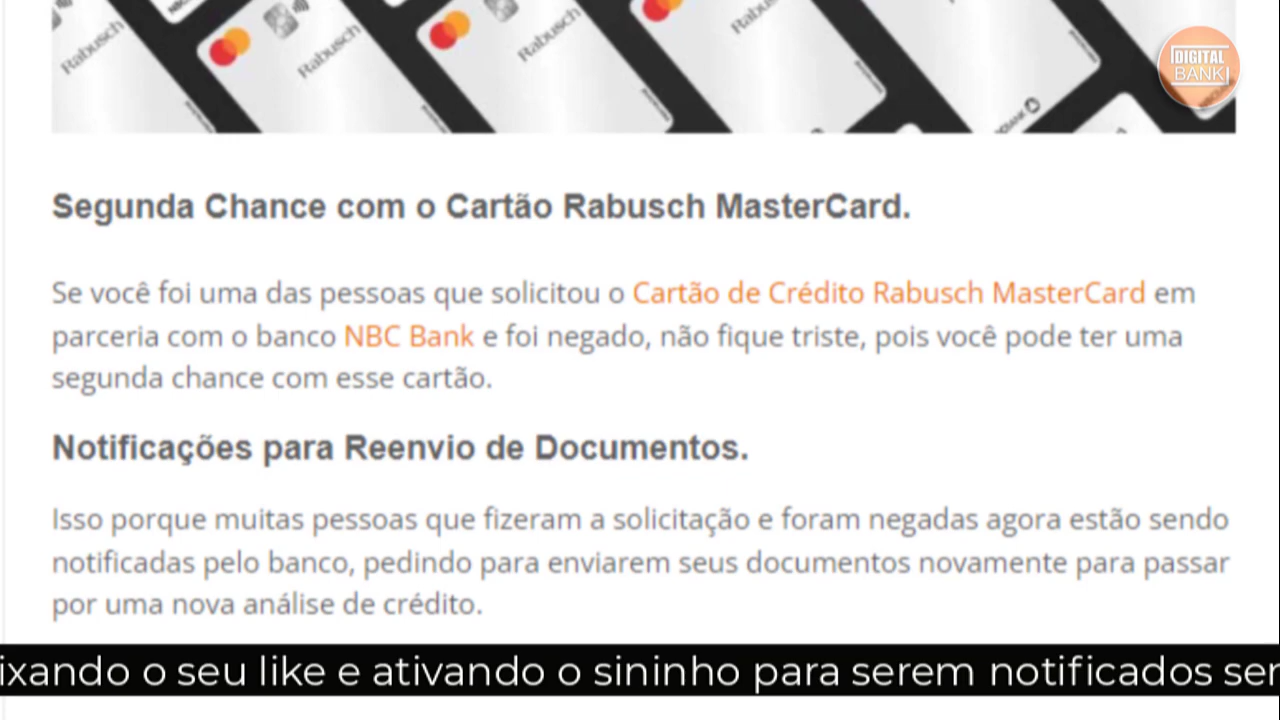 Rabusch
Rabusch
Rabusch
Rabusch
DIGITAL
BANK
Segunda Chance com o Cartão Rabusch MasterCard.
Se você foi uma das pessoas que solicitou o Cartão de Crédito Rabusch MasterCard em
parceria com o banco NBC Bank e foi negado, não fique triste, pois você pode ter uma
segunda chance com esse cartão.
Notificações para Reenvio de Documentos.
Isso porque muitas pessoas que fizeram a solicitação e foram negadas agora estão sendo
notificadas pelo banco, pedindo para enviarem seus documentos novamente para passar
por uma nova análise de crédito.
ixando o seu like e ativando o sininho para serem notificados ser